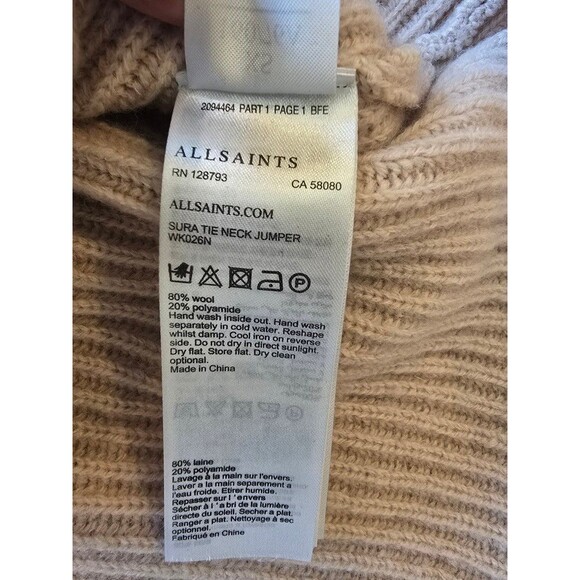 2094464 PART 1 PAGE 1 BFE
ALLSAINTS
RN 128793 CA 58080
ALLSAINTS.COM
SURA TIE NECK JUMPER
WK026N
80% wool
20% polyamide
Hand wash inside out. Hand wash
separately in cold water. Reshape
whilst damp. Cool iron on reverse
side. Do not dry in direct sunlight.
Dry flat. Store flat. Dry clean
optional.
Made in China
80% laine
20% polyamide
Lavage à la main sur l'envers.
Laver a la main separement a
l'eau froide. Etirer humide.
Repasser sur l'envers
Sécher à l'abri de la lumière
directe du soleil. Secher a plat.
Ranger a plat. Nettoyage à sec
optionnel.
Fabriqué en Chine